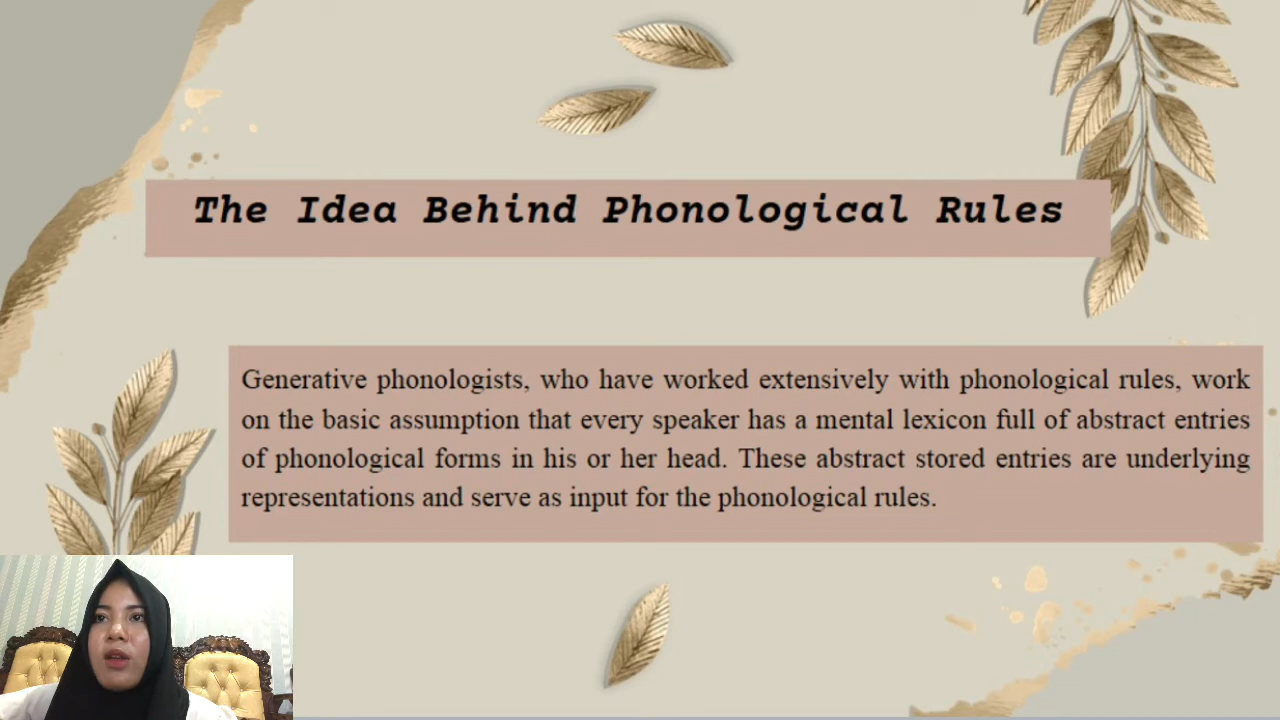 The Idea Behind Phonological Rules
Generative phonologists, who have worked extensively with phonological rules, work
on the basic assumption that every speaker has a mental lexicon full of abstract entries
of phonological forms in his or her head. These abstract stored entries are underlying
representations and serve as input for the phonological rules.